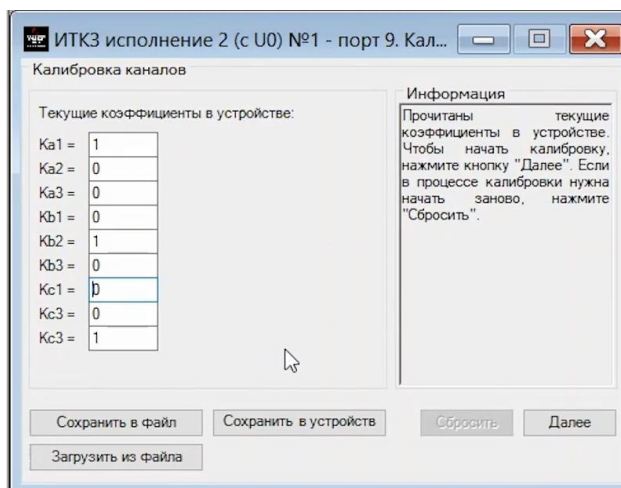 ИТКЗ исполнение 2 (с U0) №1 - порт 9. Кал...
Калибровка каналов
Текущие коэффициенты в устройстве:
Ka1 = 1
Ka2 = 0
Ka3 = 0
Kb1 = 0
Kb2 = 1
Kb3 = 0
Kc1 = 0
Kc3 = 0
Kc3 = 1
Информация
Прочитаны текущие
коэффициенты в устройстве.
Чтобы начать калибровку,
нажмите кнопку "Далее". Если
в процессе калибровки нужна
начать заново, нажмите
"Сбросить".
Сохранить в файл
Сохранить в устройств
Сбросить
Далее
Загрузить из файла